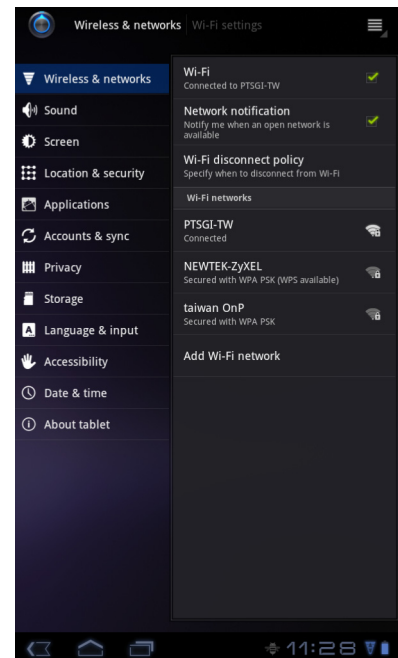 Wireless & networks Wi-Fi settings
Wireless & networks
Sound
Screen
Location & security
Applications
Accounts & sync
Privacy
Storage
Language & input
Accessibility
Date & time
About tablet
Wi-Fi
Connected to PTSGI-TW
Network notification
Notify me when an open network is
available
Wi-Fi disconnect policy
Specify when to disconnect from Wi-Fi
Wi-Fi networks
PTSGI-TW
Connected
NEWTEK-ZyXEL
Secured with WPA PSK (WPS available)
taiwan OnP
Secured with WPA PSK
Add Wi-Fi network
11:28